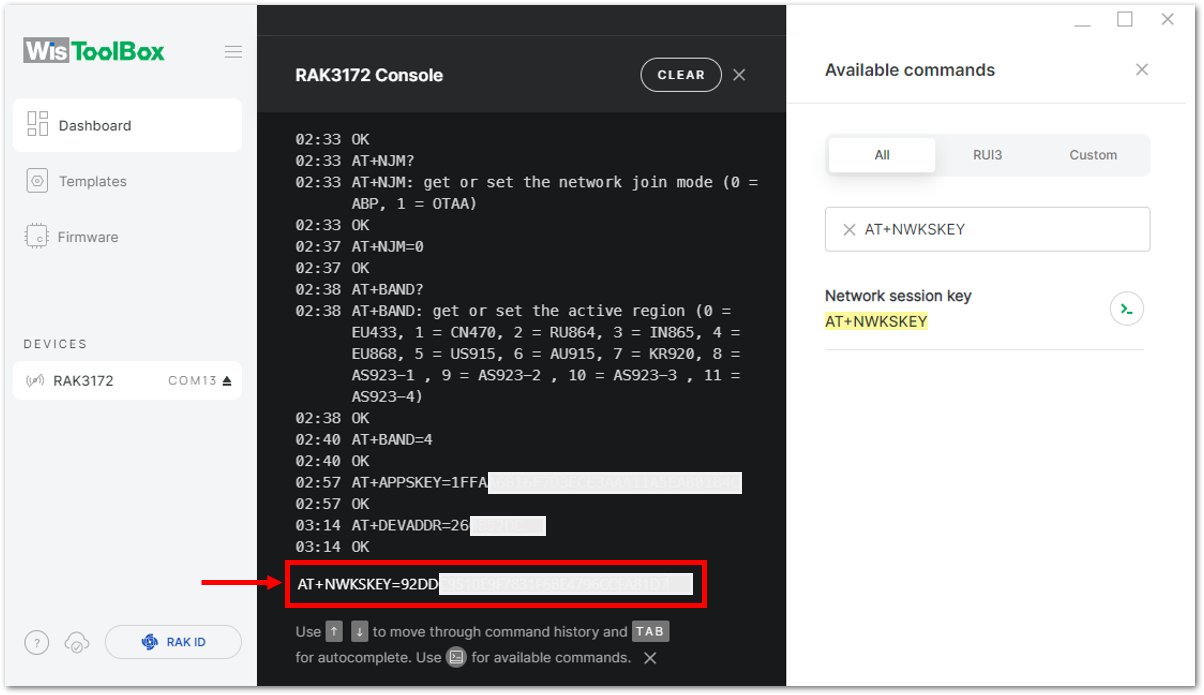 WisToolBox
Dashboard
Templates
Firmware
DEVICES
RAK3172 COM13
?
RAK ID
RAK3172 Console
CLEAR
02:33 OK
02:33 AT+NJM?
02:33 AT+NJM: get or set the network join mode (0 =
ABP, 1 = OTAA)
02:33 OK
02:37 AT+NJM=0
02:37 OK
02:38 AT+BAND?
02:38 AT+BAND: get or set the active region (0 =
EU433, 1 = CN470, 2 = RU864, 3 = IN865, 4 =
EU868, 5 = US915, 6 = AU915, 7 = KR920, 8 =
AS923-1 , 9 = AS923-2 , 10 = AS923-3 , 11 =
AS923-4)
02:38 OK
02:40 AT+BAND=4
02:40 OK
02:57 AT+APPSKEY=1FFA
02:57 OK
03:14 AT+DEVADDR=26
03:14 OK
AT+NWKSKEY=92DD
Use ↑ ↓ to move through command history and TAB
for autocomplete. Use for available commands.
Available commands
All RUI3 Custom
AT+NWKSKEY
Network session key
AT+NWKSKEY